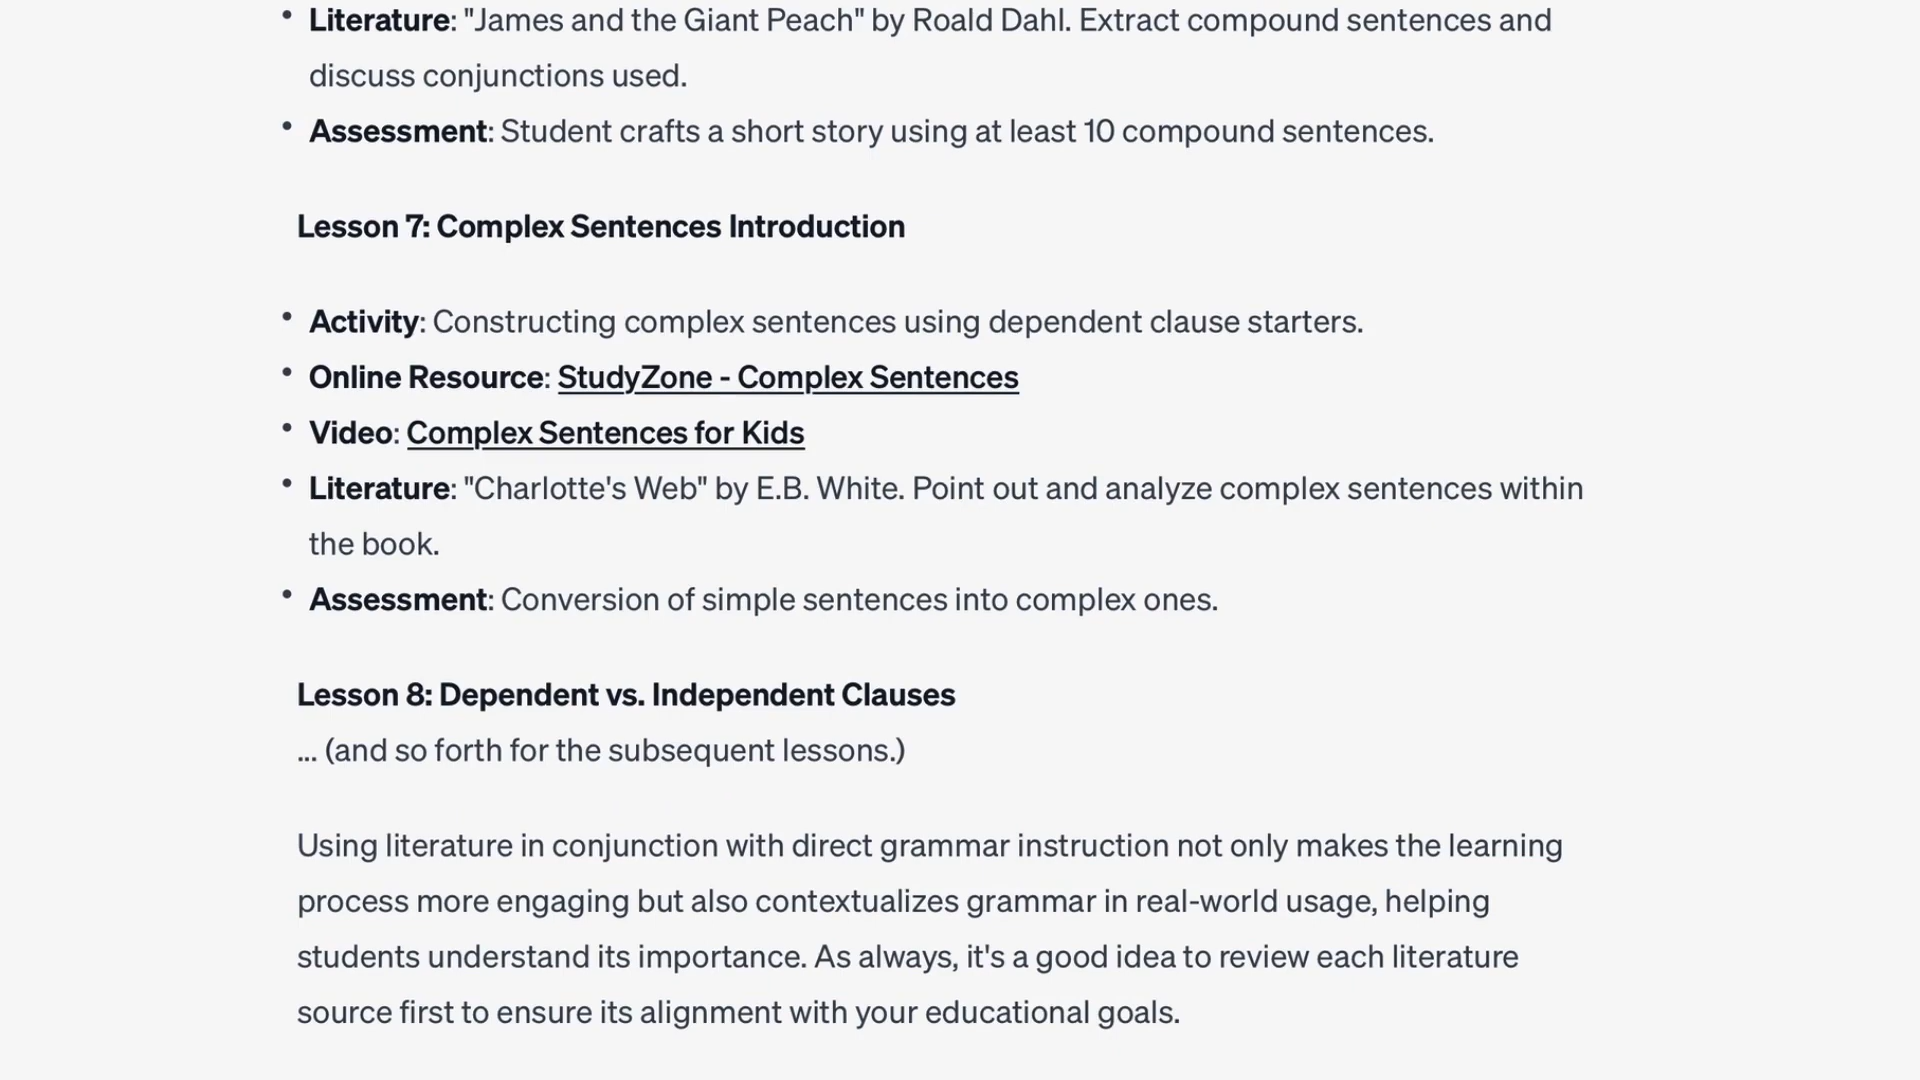 • Literature: "James and the Giant Peach" by Roald Dahl. Extract compound sentences and
discuss conjunctions used.
• Assessment: Student crafts a short story using at least 10 compound sentences.
Lesson 7: Complex Sentences Introduction
• Activity: Constructing complex sentences using dependent clause starters.
• Online Resource: StudyZone - Complex Sentences
• Video: Complex Sentences for Kids
• Literature: "Charlotte's Web" by E.B. White. Point out and analyze complex sentences within
the book.
• Assessment: Conversion of simple sentences into complex ones.
Lesson 8: Dependent vs. Independent Clauses
... (and so forth for the subsequent lessons.)
Using literature in conjunction with direct grammar instruction not only makes the learning
process more engaging but also contextualizes grammar in real-world usage, helping
students understand its importance. As always, it's a good idea to review each literature
source first to ensure its alignment with your educational goals.